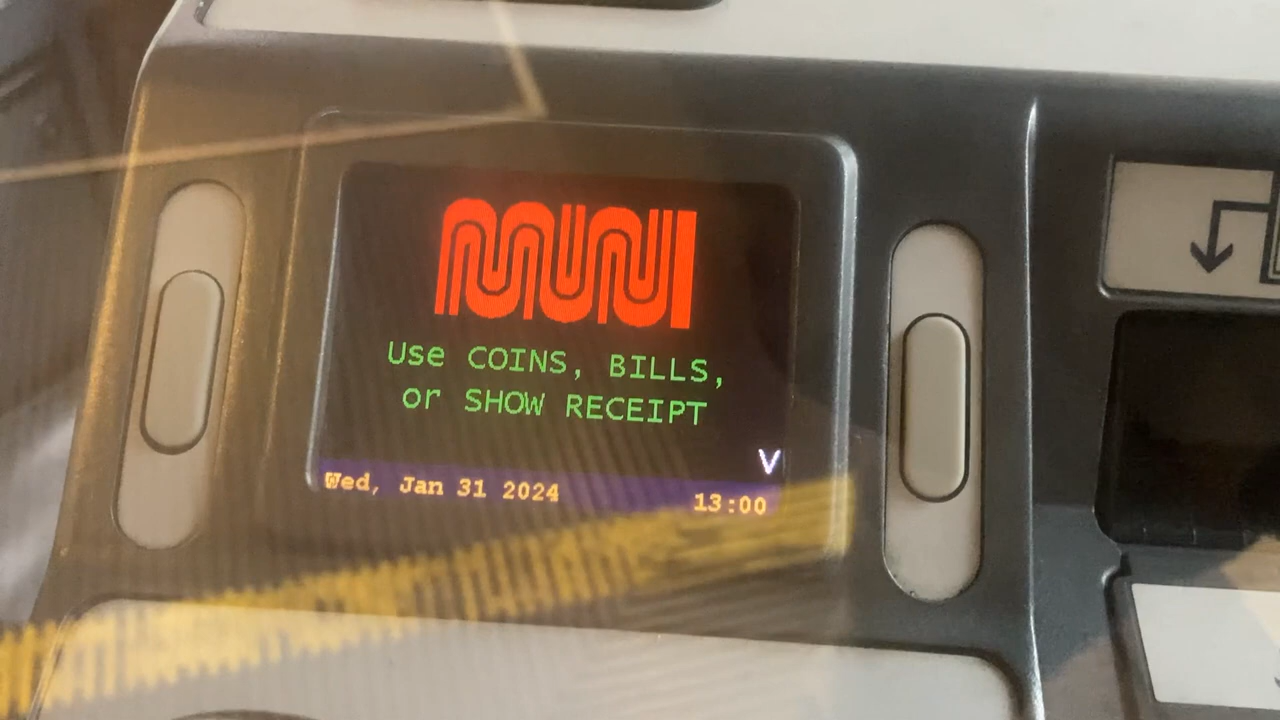 MUNI
Use COINS, BILLS,
or SHOW RECEIPT
V
Wed, Jan 31 2024 13:00